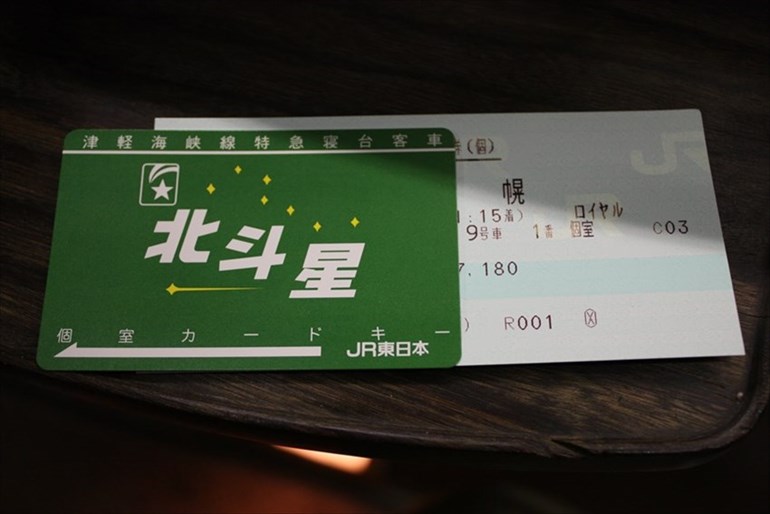 津軽海峡線特急寝台客車
北斗星
個室カードキー
JR東日本
(個)
幌
:15着) ロイヤル
9号車 1番 個室 C03
7.180
) R001
JR